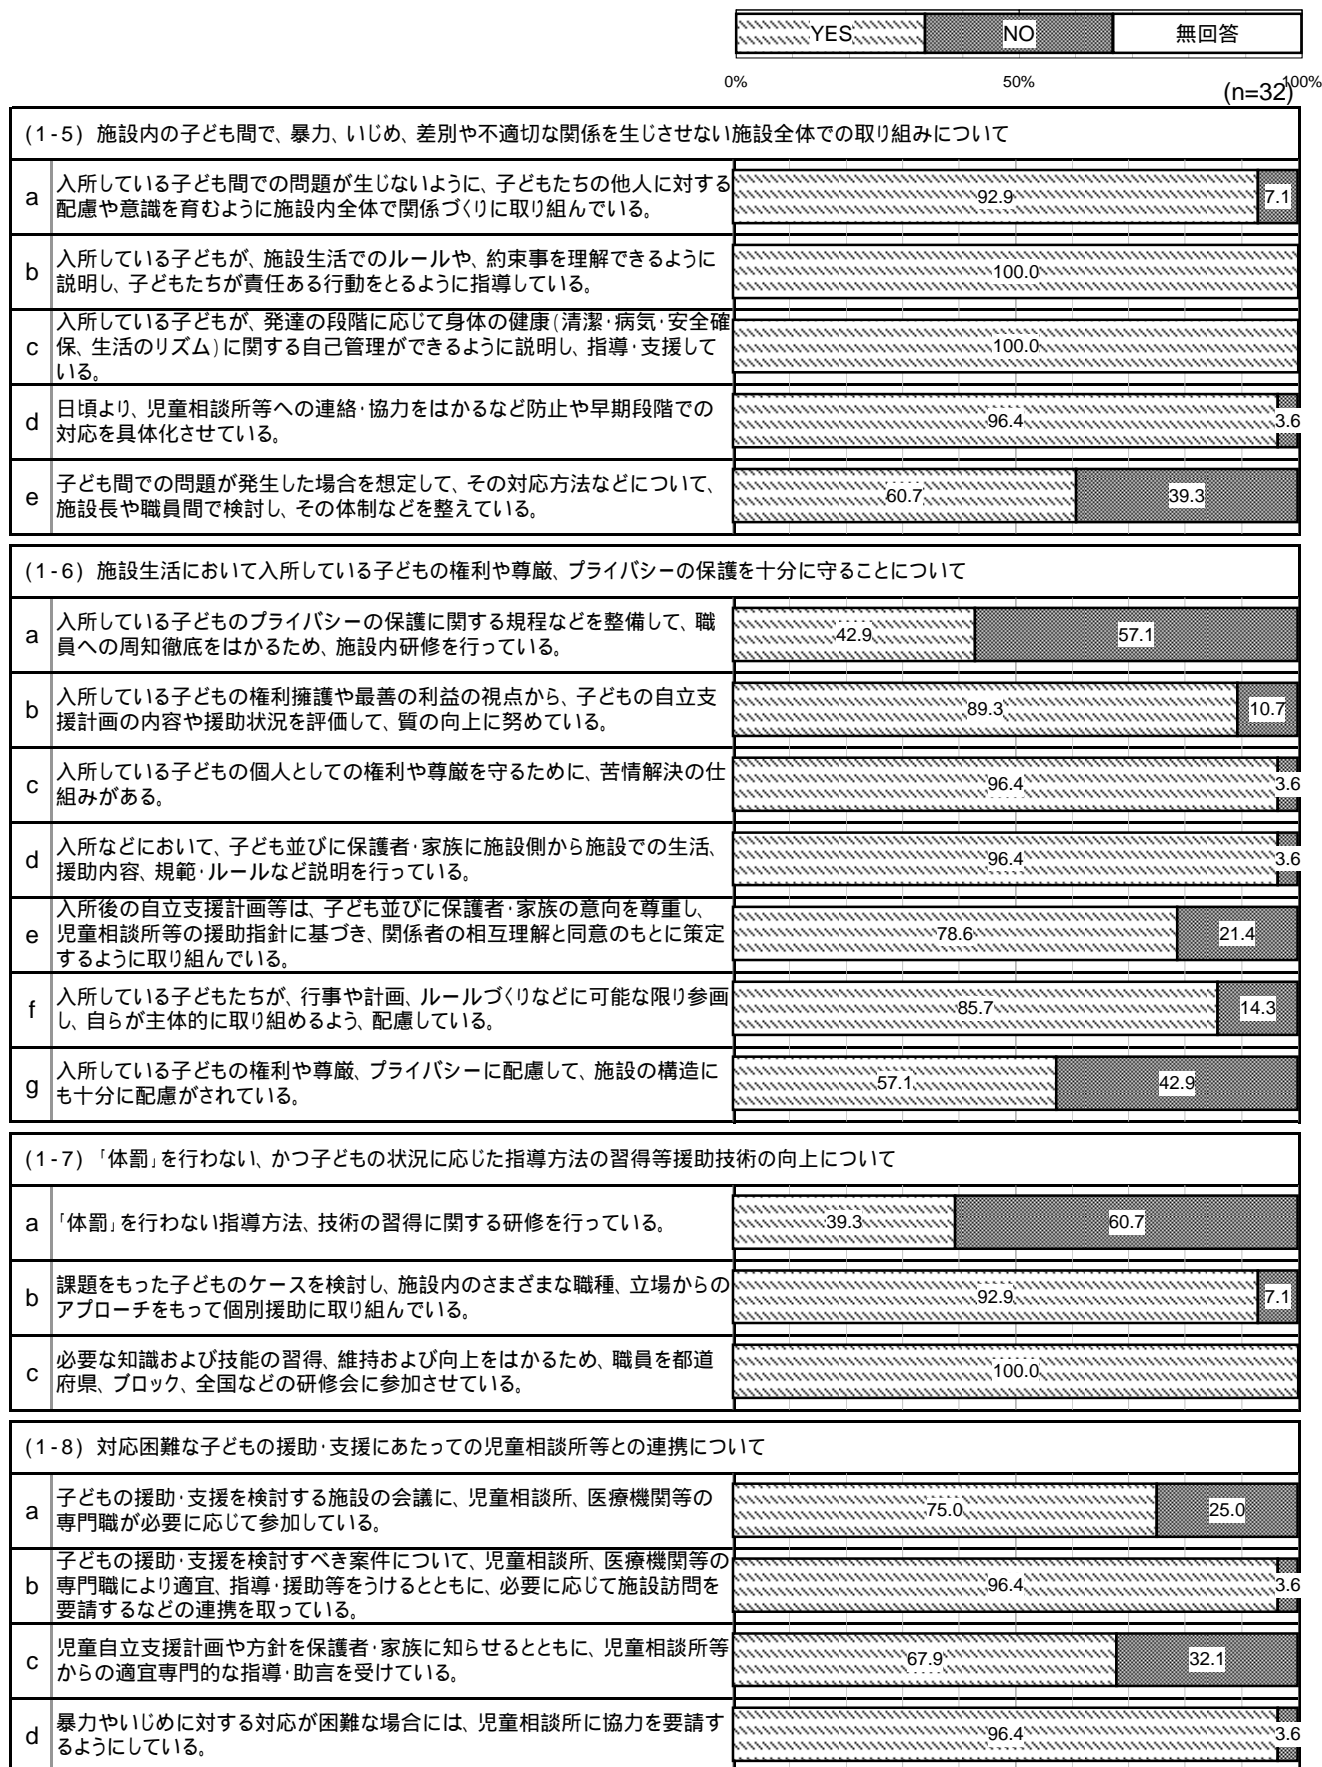 YES NO 無回答
0% 50% 100%
(n=32)
(1-5) 施設内の子ども間で、暴力、いじめ、差別や不適切な関係を生じさせない施設全体での取り組みについて
a 入所している子ども間での問題が生じないように、子どもたちの他人に対する
配慮や意識を育むように施設内全体で関係づくりに取り組んでいる。
92.9 7.1
b 入所している子どもが、施設生活でのルールや、約束事を理解できるように
説明し、子どもたちが責任ある行動をとるように指導している。
100.0
c 入所している子どもが、発達の段階に応じて身体の健康(清潔・病気・安全確
保、生活のリズム)に関する自己管理ができるように説明し、指導・支援して
いる。
100.0
d 日頃より、児童相談所等への連絡・協力をはかるなど防止や早期段階での
対応を具体化させている。
96.4 3.6
e 子ども間での問題が発生した場合を想定して、その対応方法などについて、
施設長や職員間で検討し、その体制などを整えている。
60.7 39.3
(1-6) 施設生活において入所している子どもの権利や尊厳、プライバシーの保護を十分に守ることについて
a 入所している子どものプライバシーの保護に関する規程などを整備して、職
員への周知徹底をはかるため、施設内研修を行っている。
42.9 57.1
b 入所している子どもの権利擁護や最善の利益の視点から、子どもの自立支
援計画の内容や援助状況を評価して、質の向上に努めている。
89.3 10.7
c 入所している子どもの個人としての権利や尊厳を守るために、苦情解決の仕
組みがある。
96.4 3.6
d 入所などにおいて、子ども並びに保護者・家族に施設側から施設での生活、
援助内容、規範・ルールなど説明を行っている。
96.4 3.6
e 入所後の自立支援計画等は、子ども並びに保護者・家族の意向を尊重し、
児童相談所等の援助指針に基づき、関係者の相互理解と同意のもとに策定
するように取り組んでいる。
78.6 21.4
f 入所している子どもたちが、行事や計画、ルールづくりなどに可能な限り参画
し、自らが主体的に取り組めるよう、配慮している。
85.7 14.3
g 入所している子どもの権利や尊厳、プライバシーに配慮して、施設の構造に
も十分に配慮がされている。
57.1 42.9
(1-7) 「体罰」を行わない、かつ子どもの状況に応じた指導方法の習得等援助技術の向上について
a 「体罰」を行わない指導方法、技術の習得に関する研修を行っている。
39.3 60.7
b 課題をもった子どものケースを検討し、施設内のさまざまな職種、立場からの
アプローチをもって個別援助に取り組んでいる。
92.9 7.1
c 必要な知識および技能の習得、維持および向上をはかるため、職員を都道
府県、ブロック、全国などの研修会に参加させている。
100.0
(1-8) 対応困難な子どもの援助・支援にあたっての児童相談所等との連携について
a 子どもの援助・支援を検討する施設の会議に、児童相談所、医療機関等の
専門職が必要に応じて参加している。
75.0 25.0
b 子どもの援助・支援を検討すべき案件について、児童相談所、医療機関等の
専門職により適宜、指導・援助等をうけるとともに、必要に応じて施設訪問を
要請するなどの連携を取っている。
96.4 3.6
c 児童自立支援計画や方針を保護者・家族に知らせるとともに、児童相談所等
からの適宜専門的な指導・助言を受けている。
67.9 32.1
d 暴力やいじめに対する対応が困難な場合には、児童相談所に協力を要請す
るようにしている。
96.4 3.6